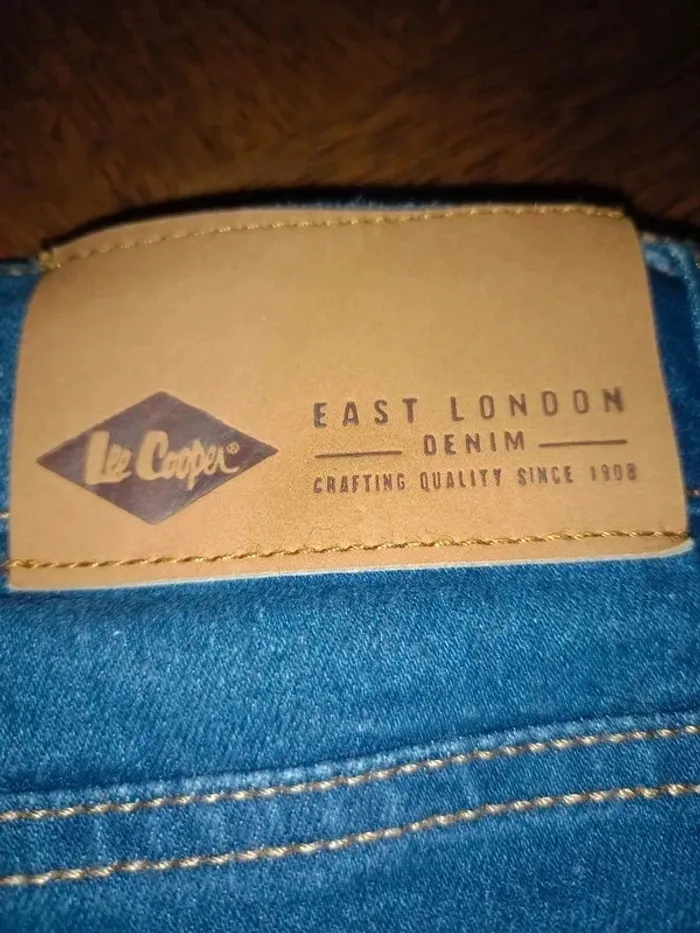 Lee Cooper®
EAST LONDON
DENIM
CRAFTING QUALITY SINCE 1908